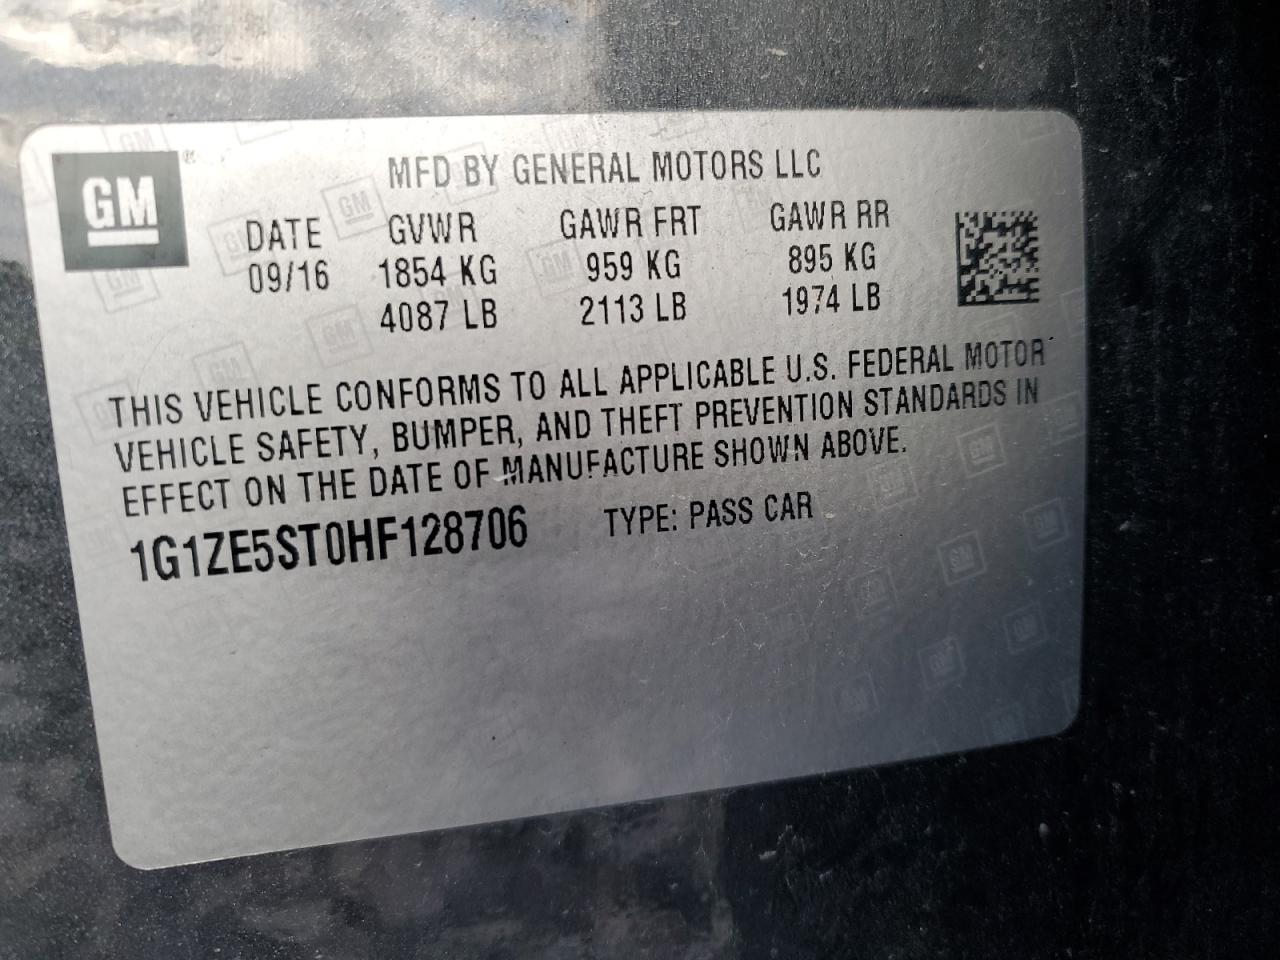 GM®
MFD BY GENERAL MOTORS LLC
DATE GVWR GAWR FRT GAWR RR
09/16 1854 KG 959 KG 895 KG
4087 LB 2113 LB 1974 LB
THIS VEHICLE CONFORMS TO ALL APPLICABLE U.S. FEDERAL MOTOR
VEHICLE SAFETY, BUMPER, AND THEFT PREVENTION STANDARDS IN
EFFECT ON THE DATE OF MANUFACTURE SHOWN ABOVE.
1G1ZE5ST0HF128706 TYPE: PASS CAR